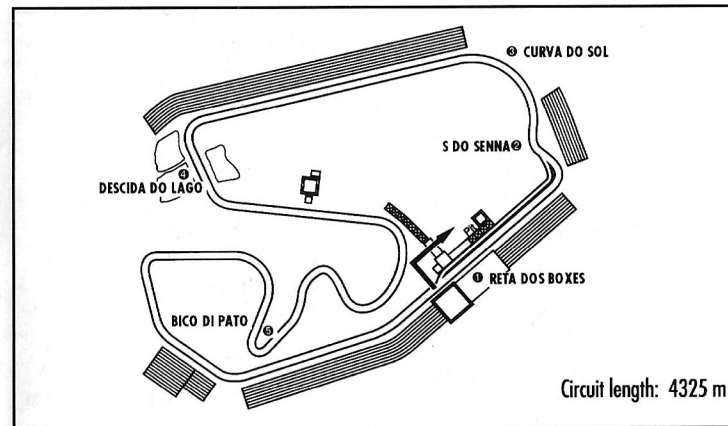 ❸ CURVA DO SOL
S DO SENNA❷
❹
DESCIDA DO LAGO
Pit
❶ RETA DOS BOXES
BICO DI PATO
❺
Circuit length: 4325 m